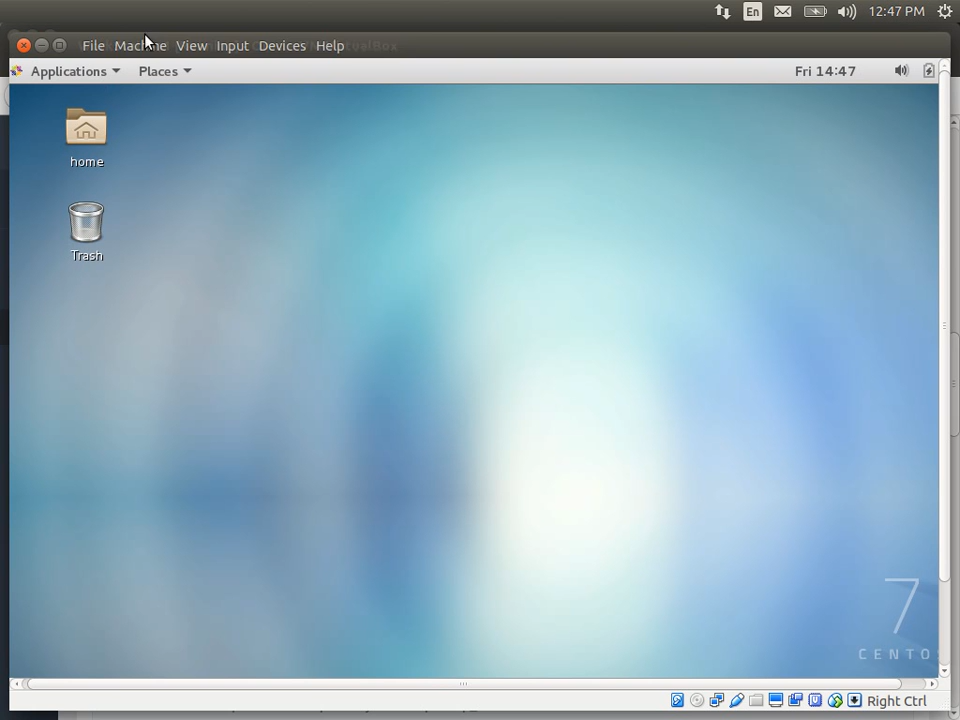 En 12:47 PM
File Machine View Input Devices Help
Applications Places Fri 14:47
home
Trash
7
CENTO
Right Ctrl